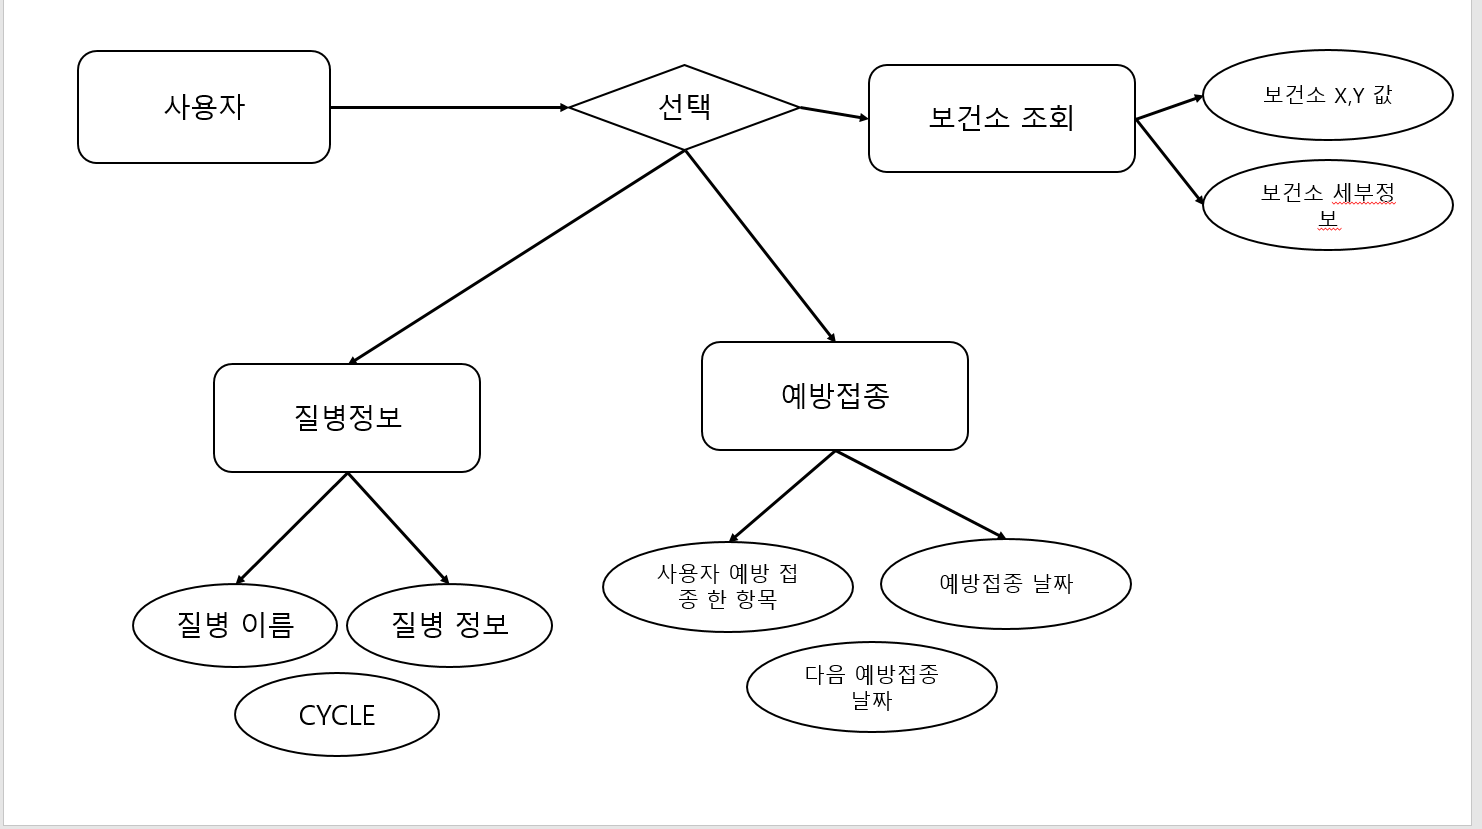 사용자
선택
보건소 조회
보건소 X,Y 값
보건소 세부정
보
질병정보
예방접종
질병 이름
질병 정보
CYCLE
사용자 예방 접
종 한 항목
예방접종 날짜
다음 예방접종
날짜